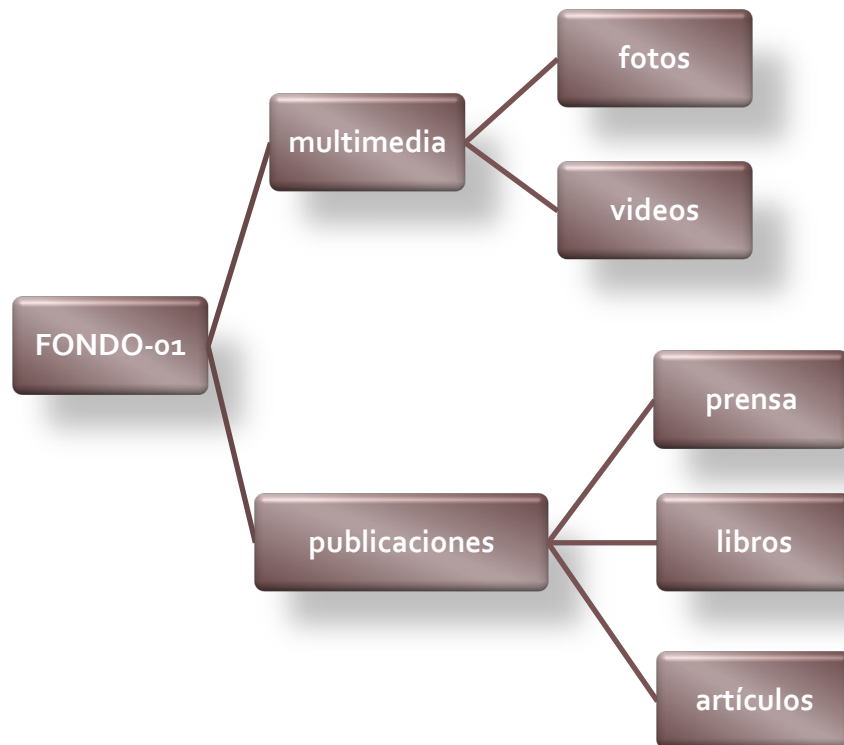 fotos
multimedia
videos
FONDO-01
prensa
publicaciones
libros
artículos